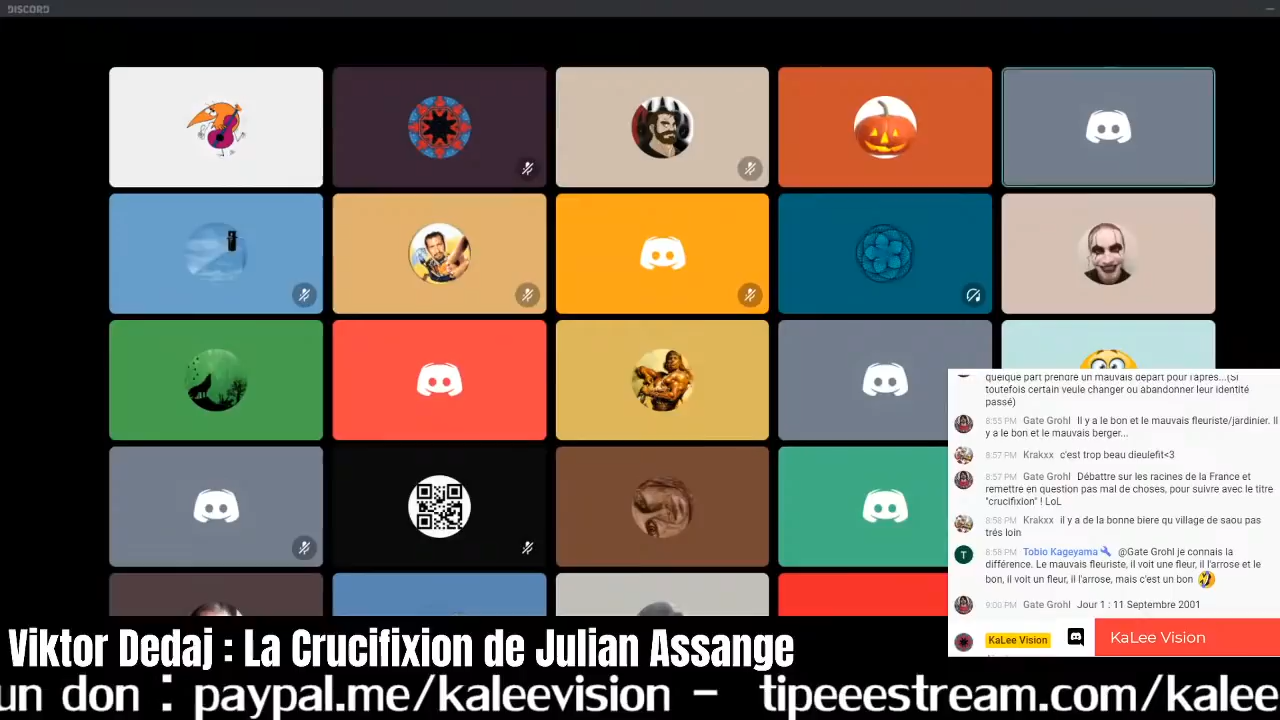 DISCORD
quelque part prendre un mauvais départ pour l'après...(Si
toutefois certain veule changer ou abandonner leur identité
passé)
8:55 PM Gate Grohl Il y a le bon et le mauvais fleuriste/jardinier. Il
y a le bon et le mauvais berger...
8:57 PM Krakxx c'est trop beau dieulefit<3
8:57 PM Gate Grohl Débattre sur les racines de la France et
remettre en question pas mal de choses, pour suivre avec le titre
"crucifixion" ! LoL
8:58 PM Krakxx il y a de la bonne biere qu village de saou pas
trés loin
T
8:58 PM Tobio Kageyama @Gate Grohl je connais la
différence. Le mauvais fleuriste, il voit une fleur, il l'arrose et le
bon, il voit un fleur, il l'arrose, mais c'est un bon
9:00 PM Gate Grohl Jour 1 : 11 Septembre 2001
KaLee Vision
KaLee Vision
Viktor Dedaj : La Crucifixion de Julian Assange
un don : paypal.me/kaleevision - tipeeestream.com/kalee